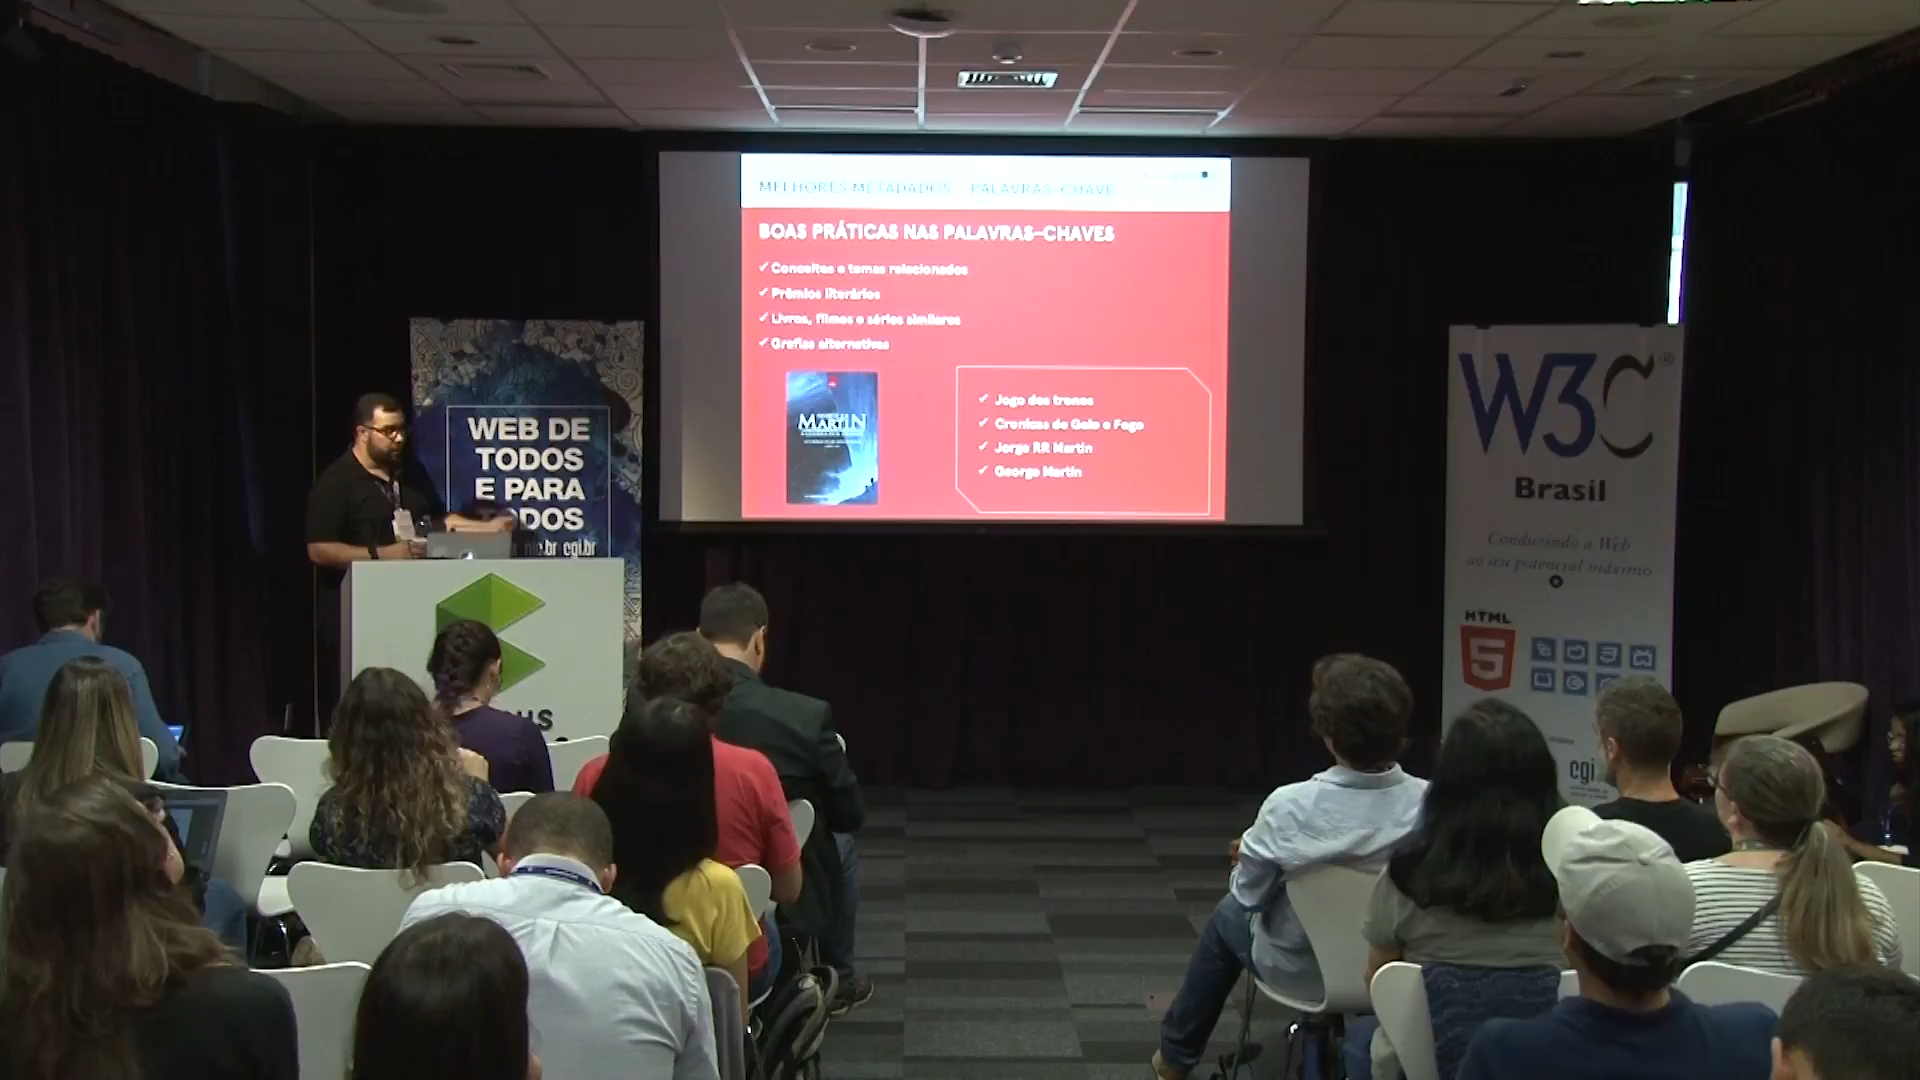 MELHORES METADADOS - PALAVRAS-CHAVE
BOAS PRÁTICAS NAS PALAVRAS-CHAVES
✓ Conceitos e temas relacionados
✓ Prêmios literários
✓ Livros, filmes e séries similares
✓ Grafias alternativas
MARTIN
✓ Jogo dos tronos
✓ Cronicas de Gelo e Fogo
✓ Jorge RR Martin
✓ George Martin
WEB DE
TODOS
E PARA
TODOS
nic.br cgi.br
W3C®
Brasil
Conduzindo a Web
ao seu potencial máximo
HTML
5
cgi